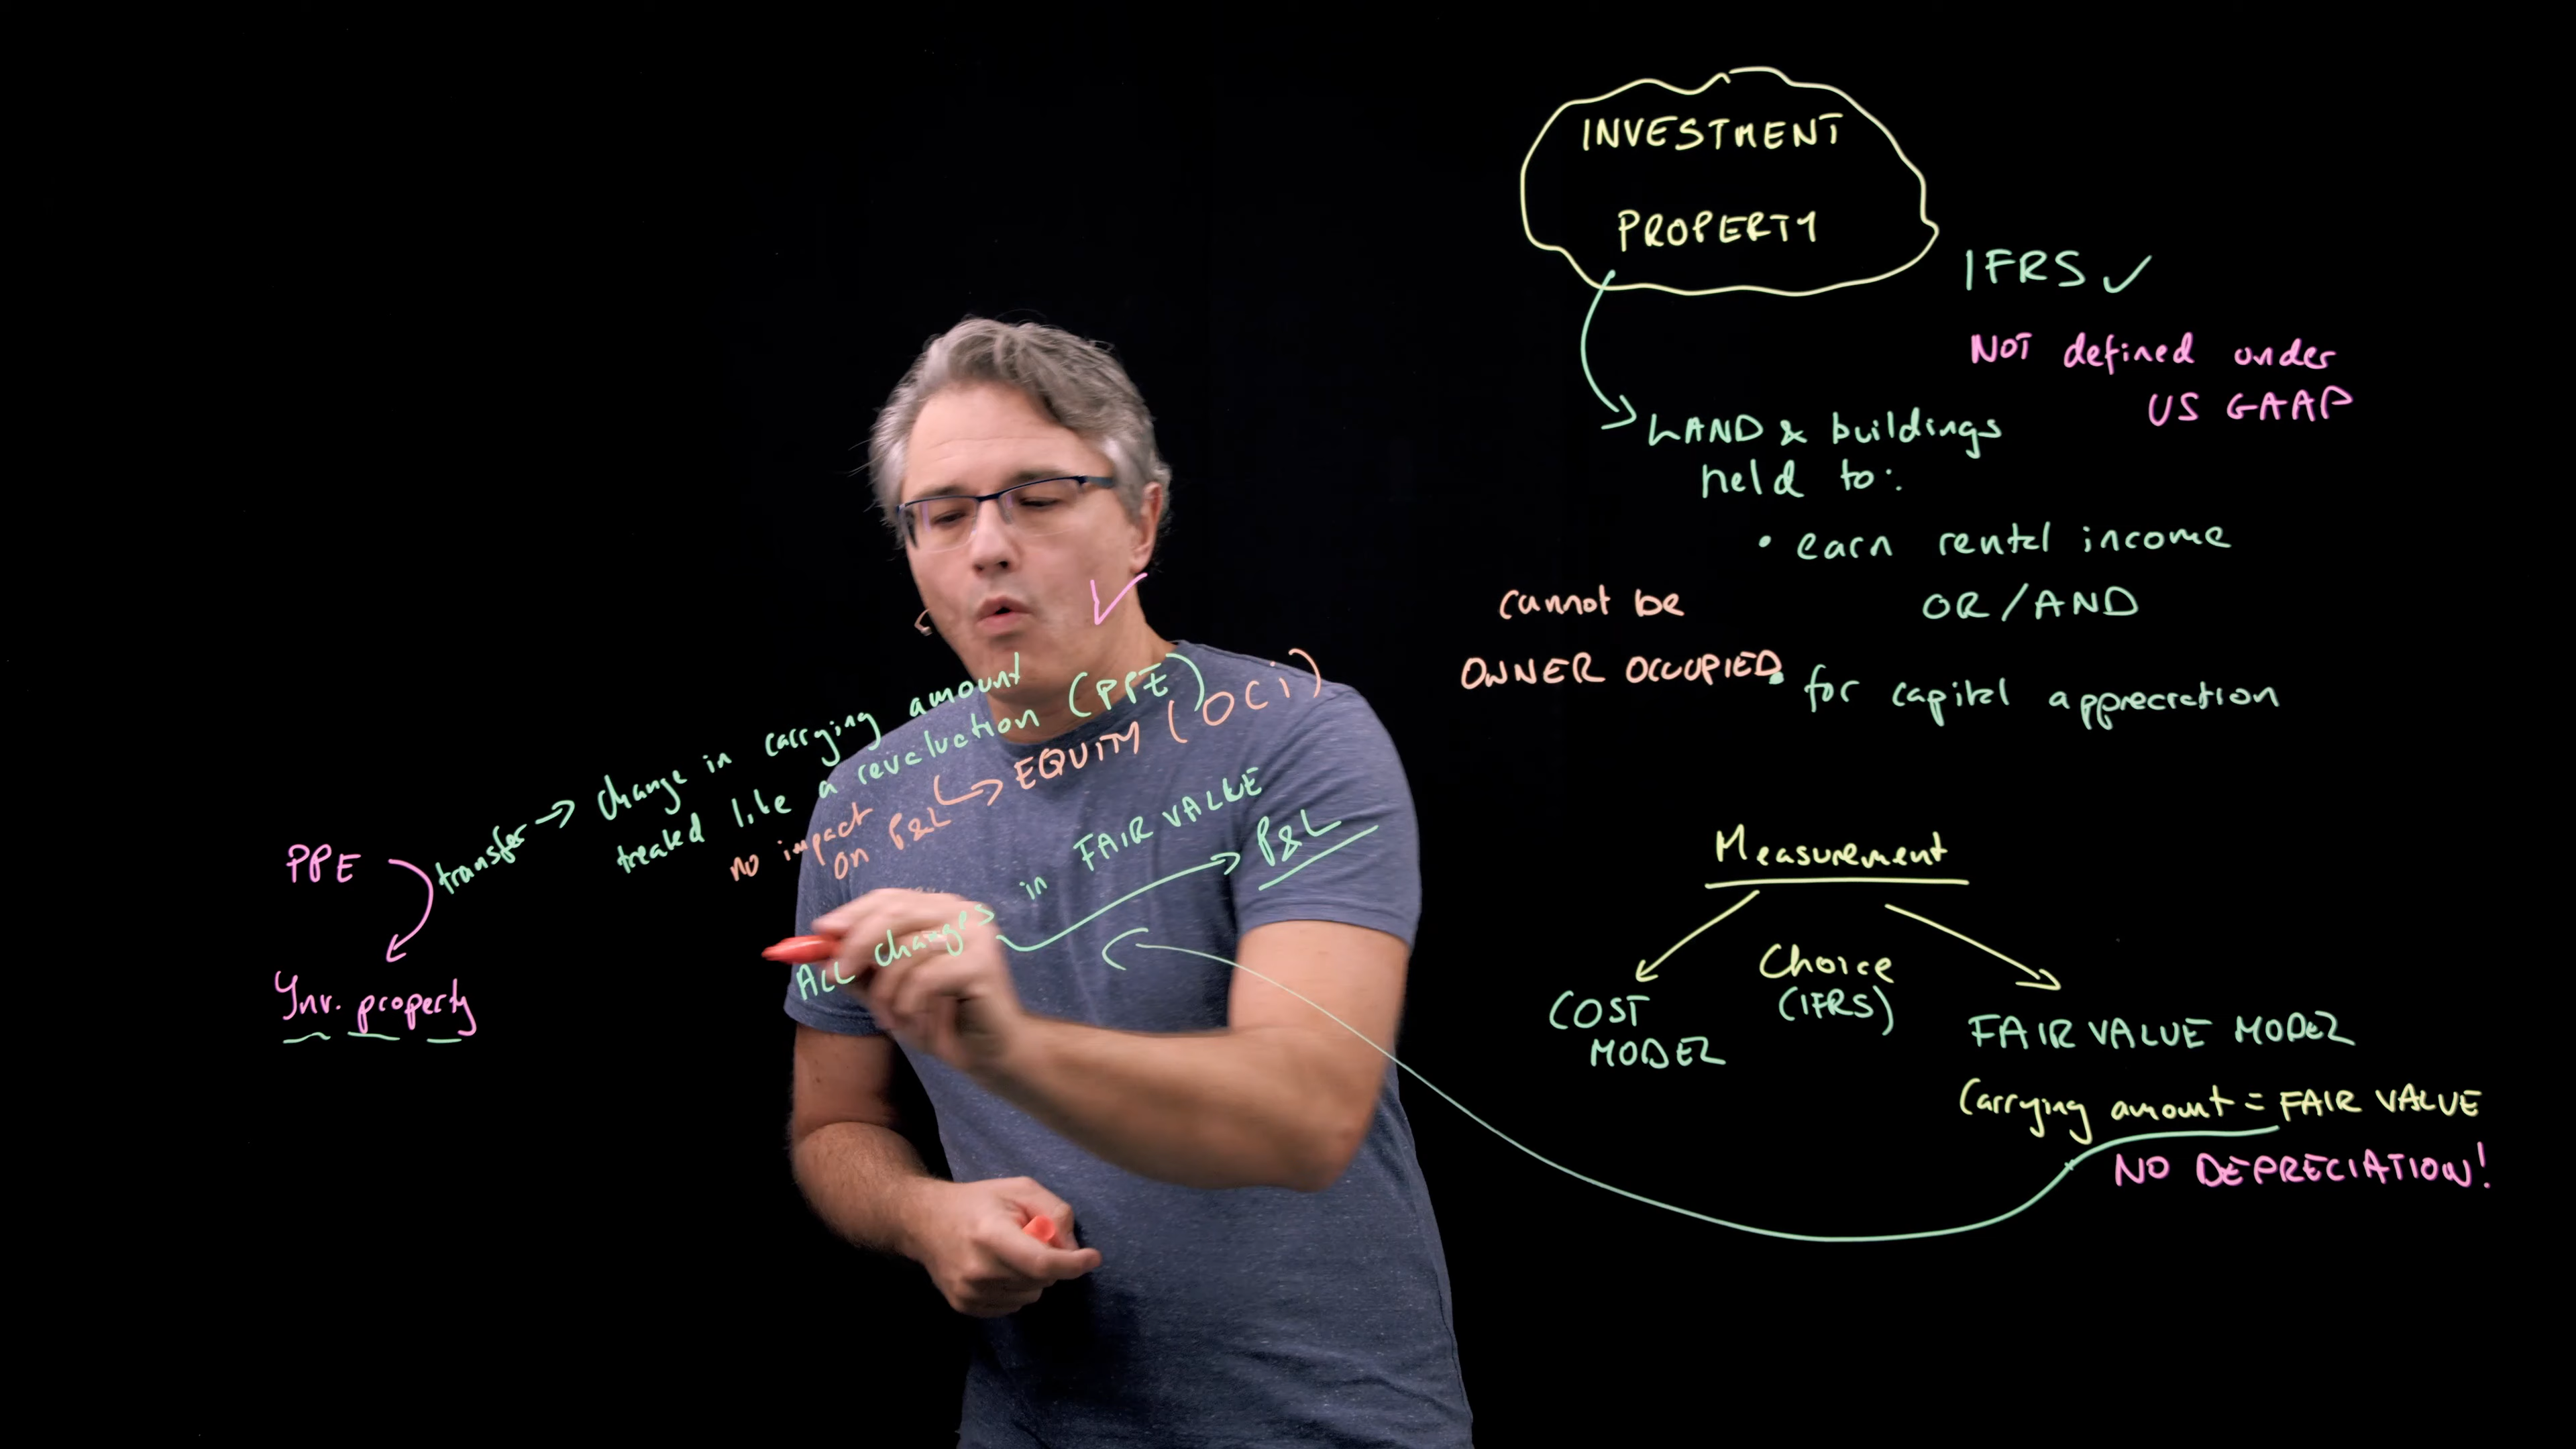 INVESTMENT
PROPERTY
IFRS ✓
NOT defined under
US GAAP
LAND & buildings
held to:
• earn rental income
OR/AND
• for capital appreciation
cannot be
OWNER OCCUPIED
Measurement
Choice
(IFRS)
COST
MODEL
FAIR VALUE MODEL
Carrying amount = FAIR VALUE
NO DEPRECIATION!
PPE
Inv. property
transfer →
change in carrying amount
treated like a revaluation (PPE)
no impact
on P&L → EQUITY (OCI)
ALL changes in FAIR VALUE
→ P&L